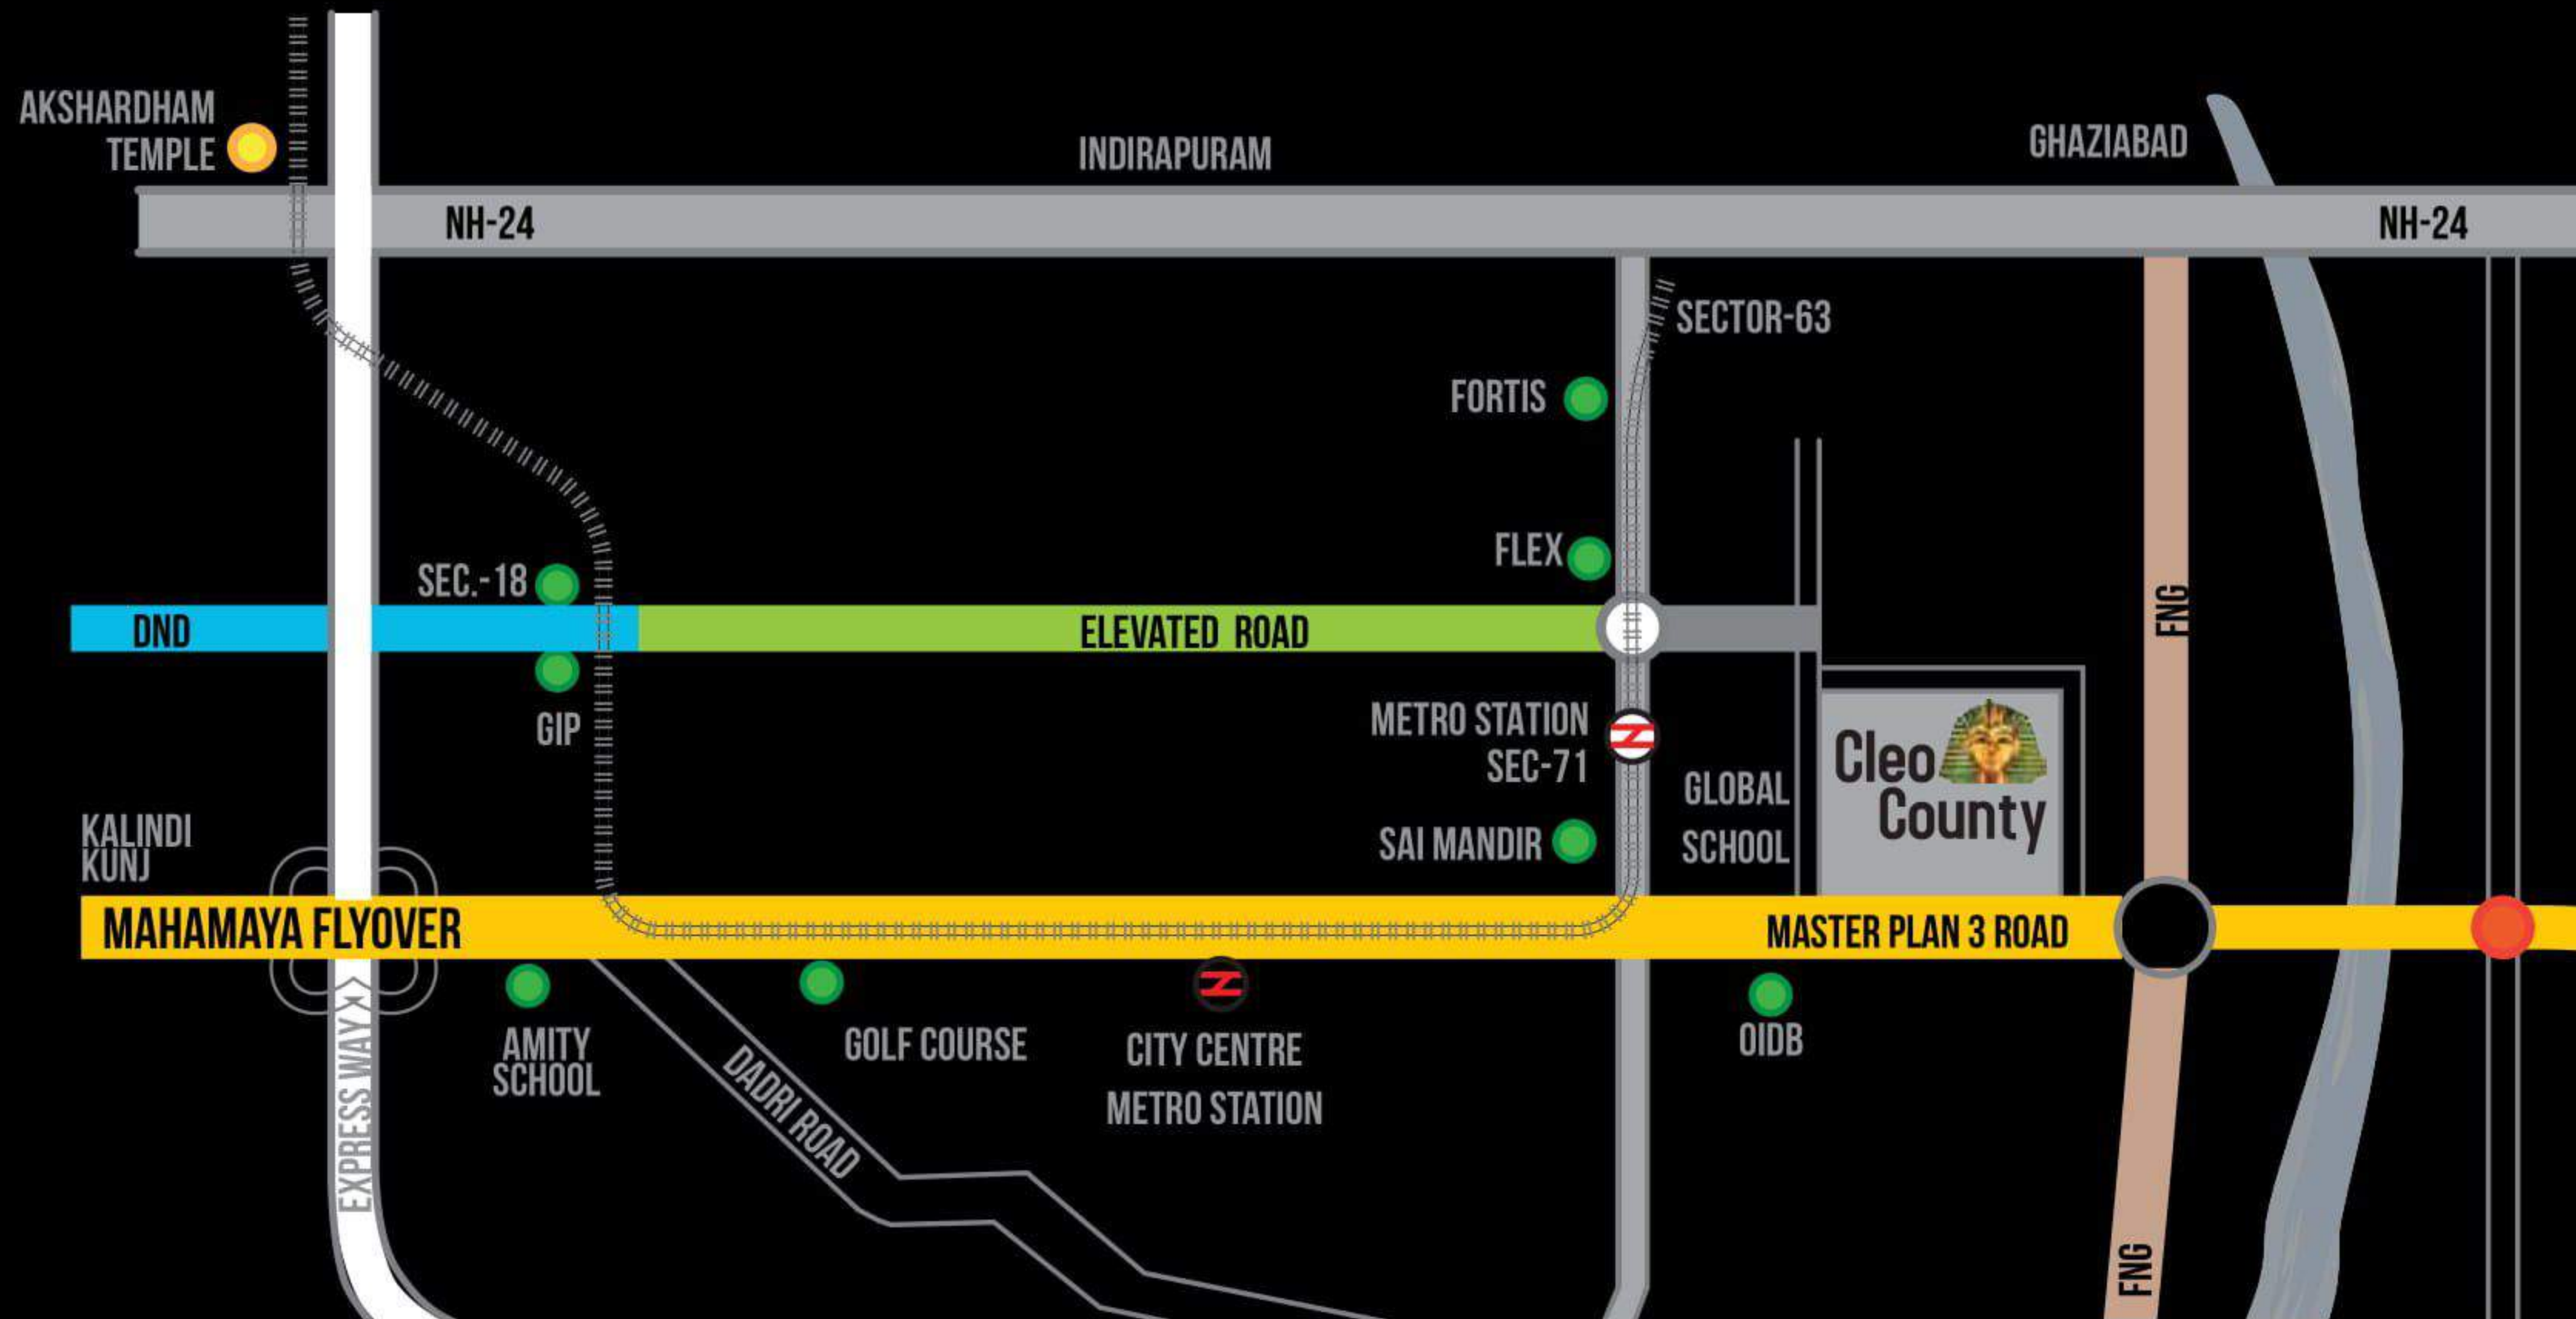 AKSHARDHAM
TEMPLE
INDIRAPURAM
GHAZIABAD
NH-24
NH-24
SECTOR-63
FORTIS
FLEX
SEC.-18
DND
ELEVATED ROAD
FNG
GIP
METRO STATION
SEC-71
GLOBAL
SCHOOL
Cleo
County
SAI MANDIR
KALINDI
KUNJ
MAHAMAYA FLYOVER
MASTER PLAN 3 ROAD
EXPRESS WAY
AMITY
SCHOOL
DADRI ROAD
GOLF COURSE
CITY CENTRE
METRO STATION
OIDB
FNG